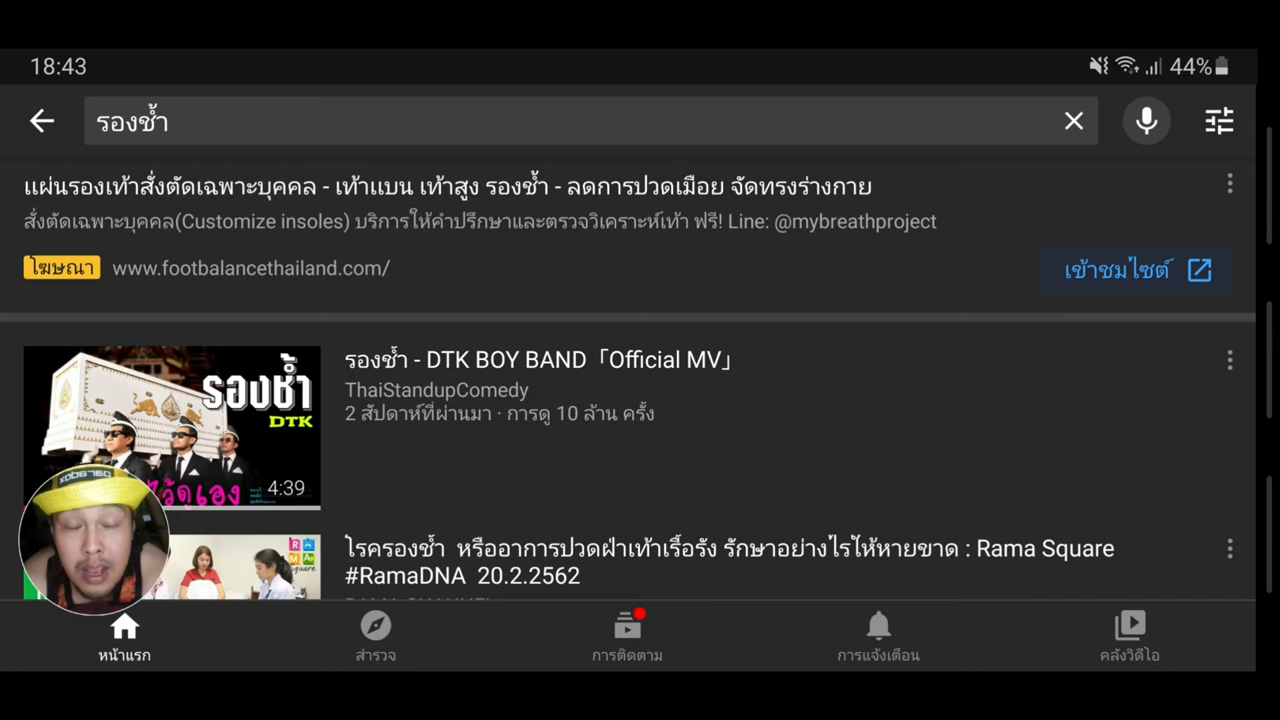 18:43
44%
รองช้ำ
แผ่นรองเท้าสั่งตัดเฉพาะบุคคล - เท้าแบน เท้าสูง รองช้ำ - ลดการปวดเมื่อย จัดทรงร่างกาย
สั่งตัดเฉพาะบุคคล(Customize insoles) บริการให้คำปรึกษาและตรวจวิเคราะห์เท้า ฟรี! Line: @mybreathproject
โฆษณา
www.footbalancethailand.com/
เข้าชมไซต์
รองช้ำ
DTK
ไว้ดูเอง
4:39
รองช้ำ - DTK BOY BAND「Official MV」
ThaiStandupComedy
2 สัปดาห์ที่ผ่านมา · การดู 10 ล้าน ครั้ง
โรครองช้ำ หรืออาการปวดฝ่าเท้าเรื้อรัง รักษาอย่างไรให้หายขาด : Rama Square
#RamaDNA 20.2.2562
หน้าแรก
สำรวจ
การติดตาม
การแจ้งเตือน
คลังวิดีโอ